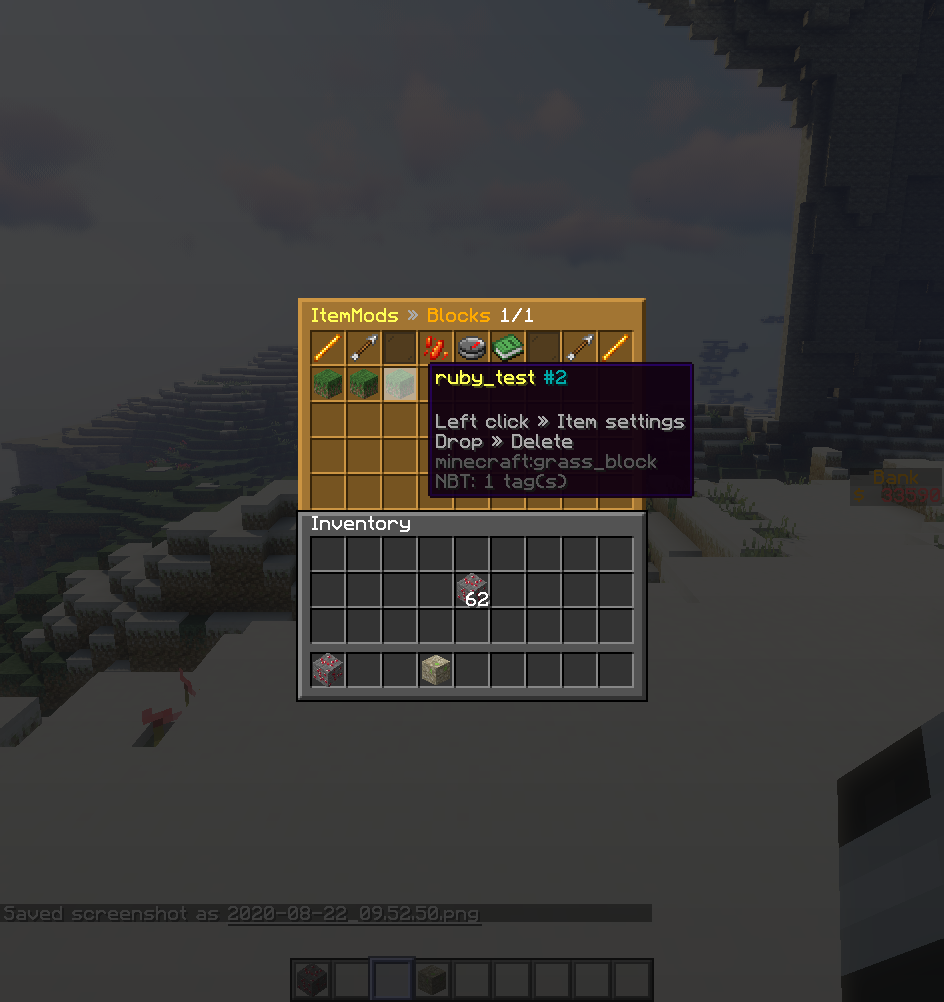 ItemMods » Blocks 1/1
ruby_test #2
Left click » Item settings
Drop » Delete
minecraft:grass_block
NBT: 1 tag(s)
Bank
Inventory
62
Saved screenshot as 2020-08-22_09.52.50.png